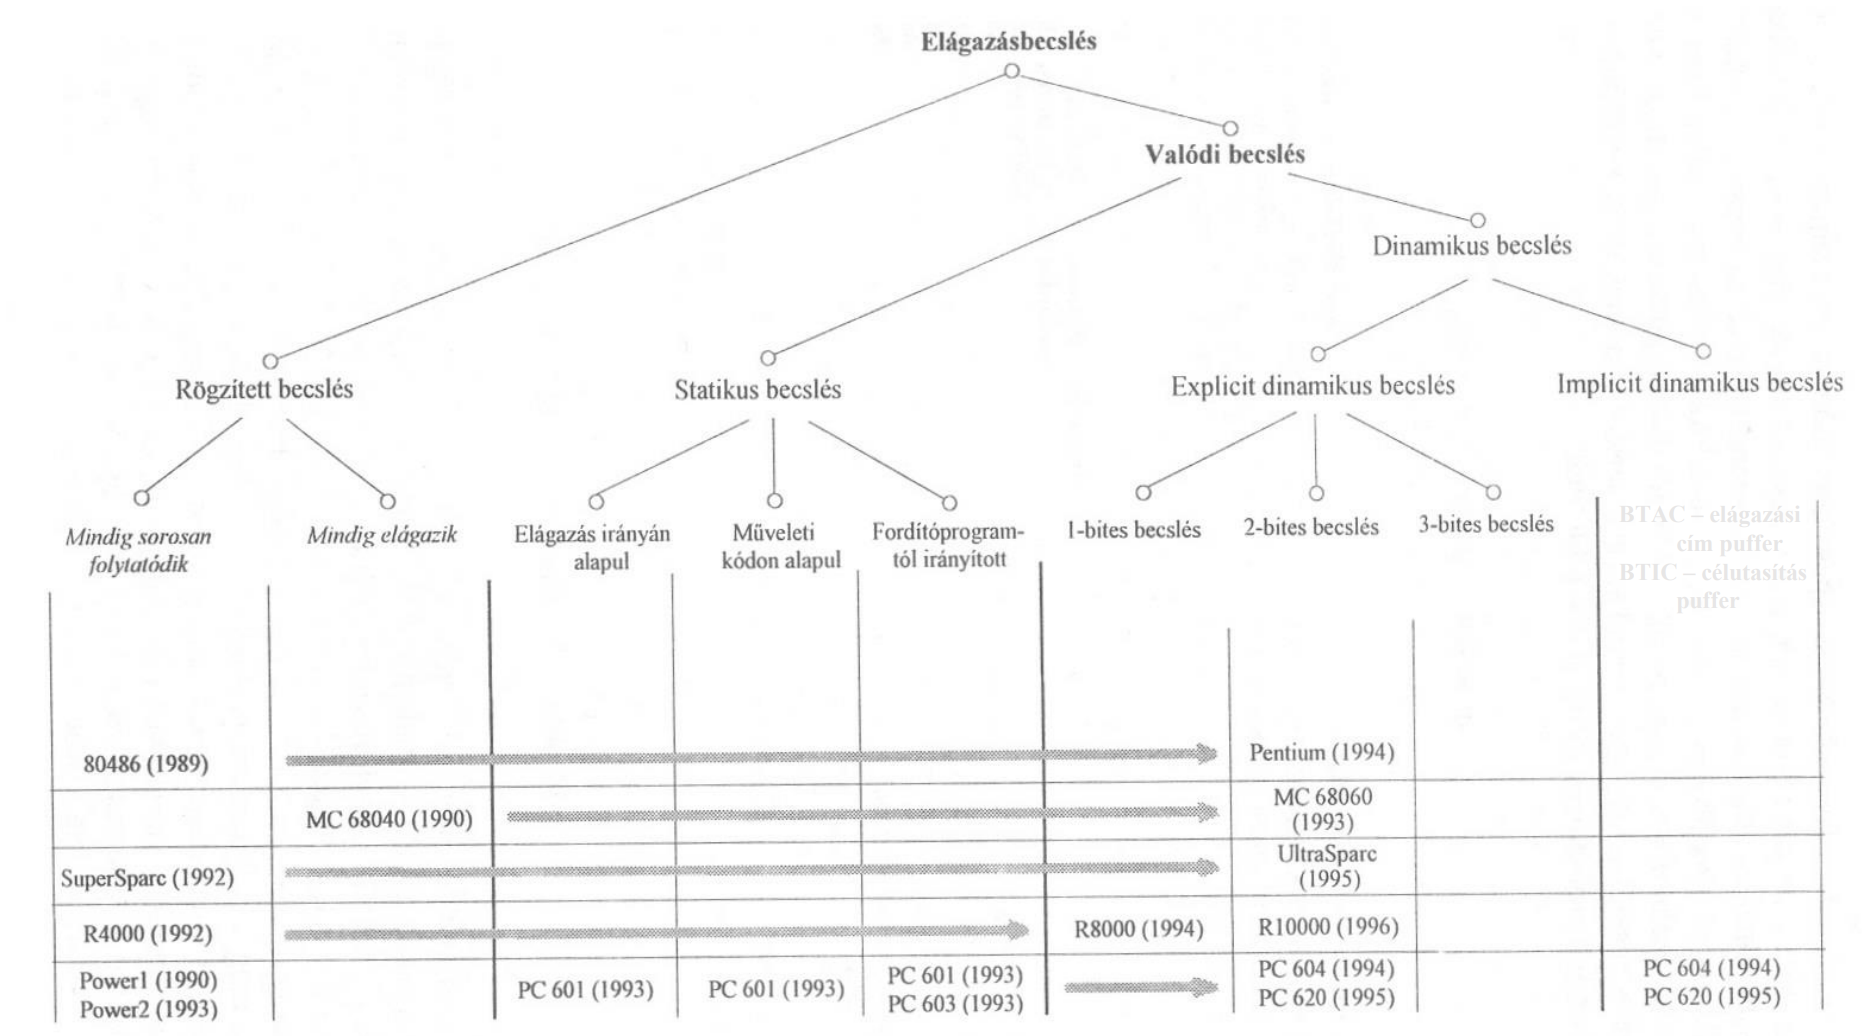 Elágazásbecslés
Valódi becslés
Dinamikus becslés
Rögzített becslés
Statikus becslés
Explicit dinamikus becslés
Implicit dinamikus becslés
Mindig sorosan
folytatódik
Mindig elágazik
Elágazás irányán
alapul
Műveleti
kódon alapul
Fordítóprogram-
tól irányított
1-bites becslés
2-bites becslés
3-bites becslés
BTAC – elágazási
cím puffer
BTIC – célutasítás
puffer
80486 (1989)
Pentium (1994)
MC 68040 (1990)
MC 68060
(1993)
SuperSparc (1992)
UltraSparc
(1995)
R4000 (1992)
R8000 (1994)
R10000 (1996)
Power1 (1990)
Power2 (1993)
PC 601 (1993)
PC 601 (1993)
PC 601 (1993)
PC 603 (1993)
PC 604 (1994)
PC 620 (1995)
PC 604 (1994)
PC 620 (1995)